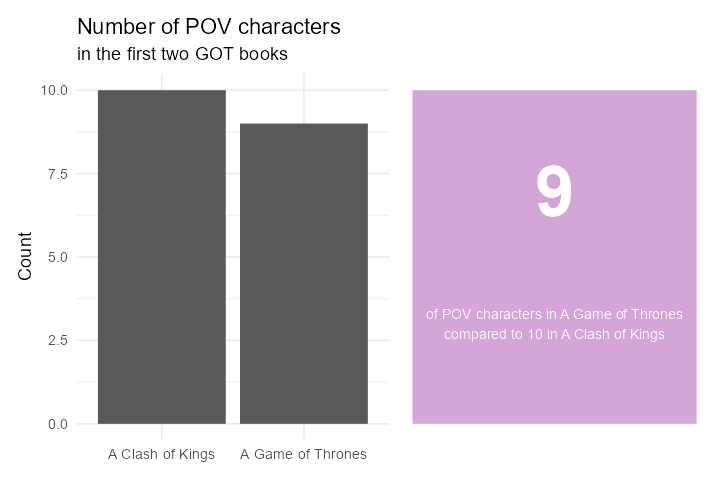 Number of POV characters
in the first two GOT books
Count
10.0
7.5
5.0
2.5
0.0
A Clash of Kings
A Game of Thrones
9
of POV characters in A Game of Thrones
compared to 10 in A Clash of Kings